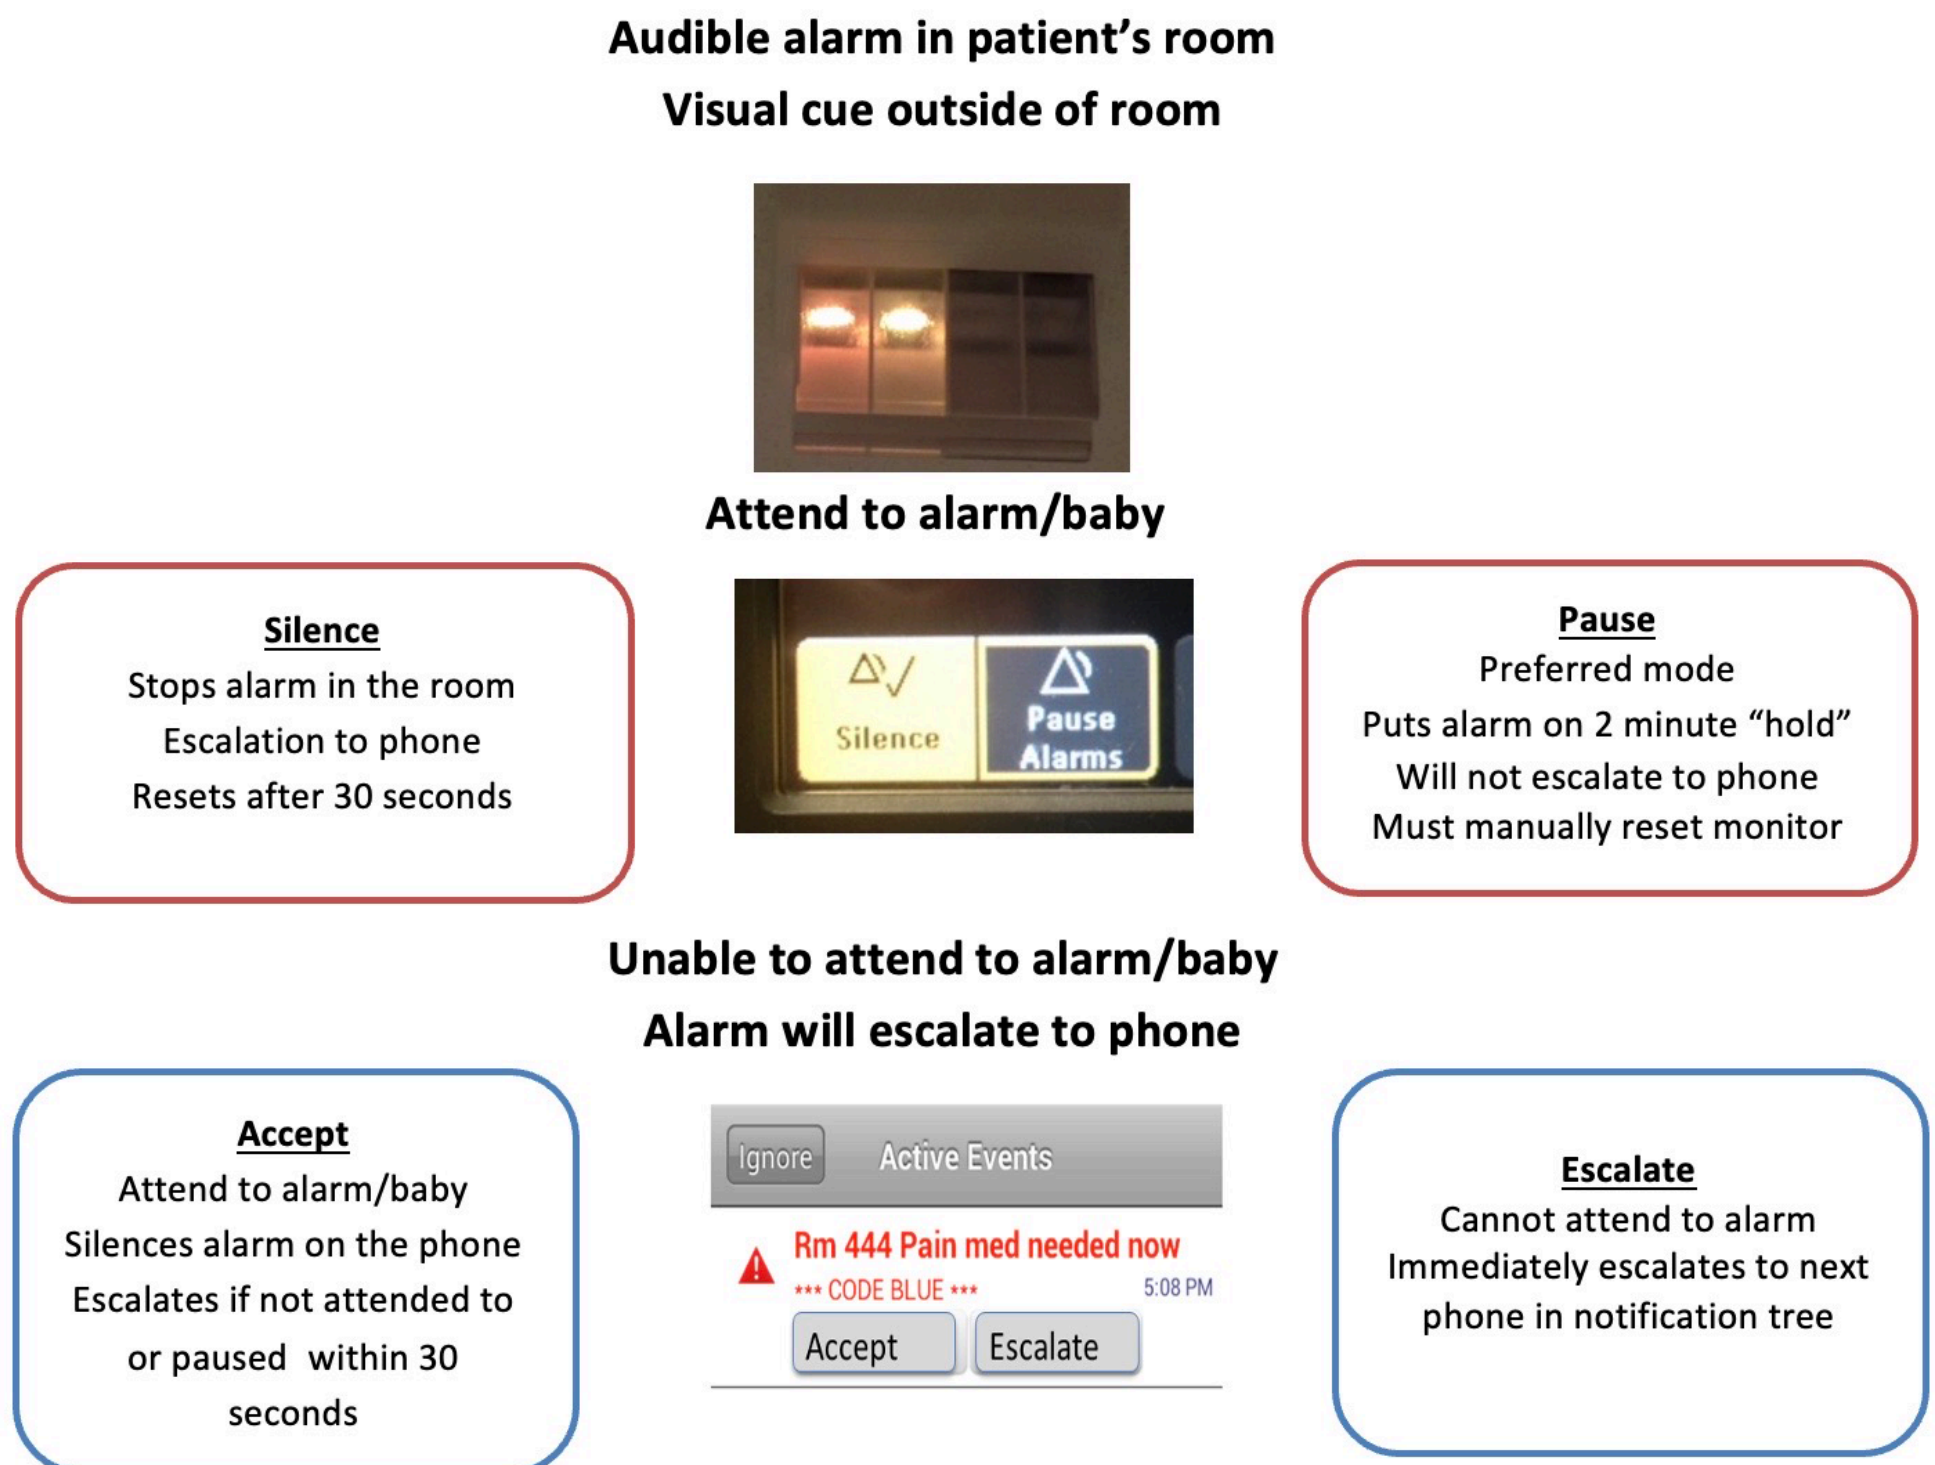 Audible alarm in patient’s room
Visual cue outside of room
Attend to alarm/baby
Silence
Stops alarm in the room
Escalation to phone
Resets after 30 seconds
Silence
Pause
Alarms
Pause
Preferred mode
Puts alarm on 2 minute “hold”
Will not escalate to phone
Must manually reset monitor
Unable to attend to alarm/baby
Alarm will escalate to phone
Accept
Attend to alarm/baby
Silences alarm on the phone
Escalates if not attended to
or paused  within 30
seconds
Ignore
Active Events
Rm 444 Pain med needed now
*** CODE BLUE ***
5:08 PM
Accept
Escalate
Escalate
Cannot attend to alarm
Immediately escalates to next
phone in notification tree